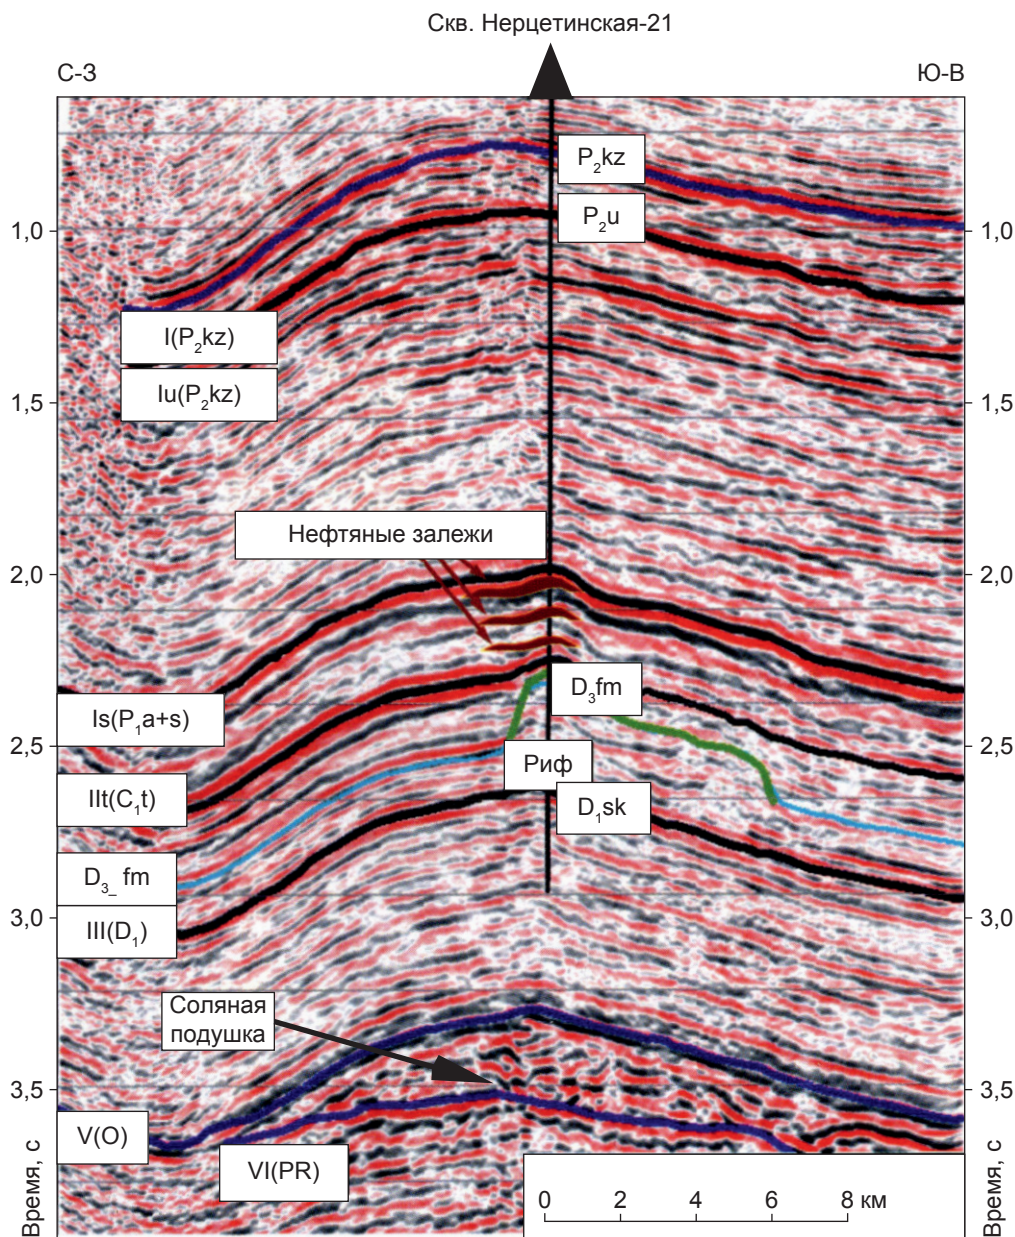 Скв. Нерцетинская-21
С-З
Ю-В
P₂kz
P₂u
1,0
1,0
I(P₂kz)
Iu(P₂kz)
1,5
1,5
Нефтяные залежи
2,0
2,0
D₃fm
Is(P₁a+s)
2,5
2,5
Риф
IIt(C₁t)
D₁sk
D₃_ fm
3,0
3,0
III(D₁)
Соляная
подушка
3,5
3,5
V(O)
VI(PR)
Время, с
Время, с
0 2 4 6 8 км